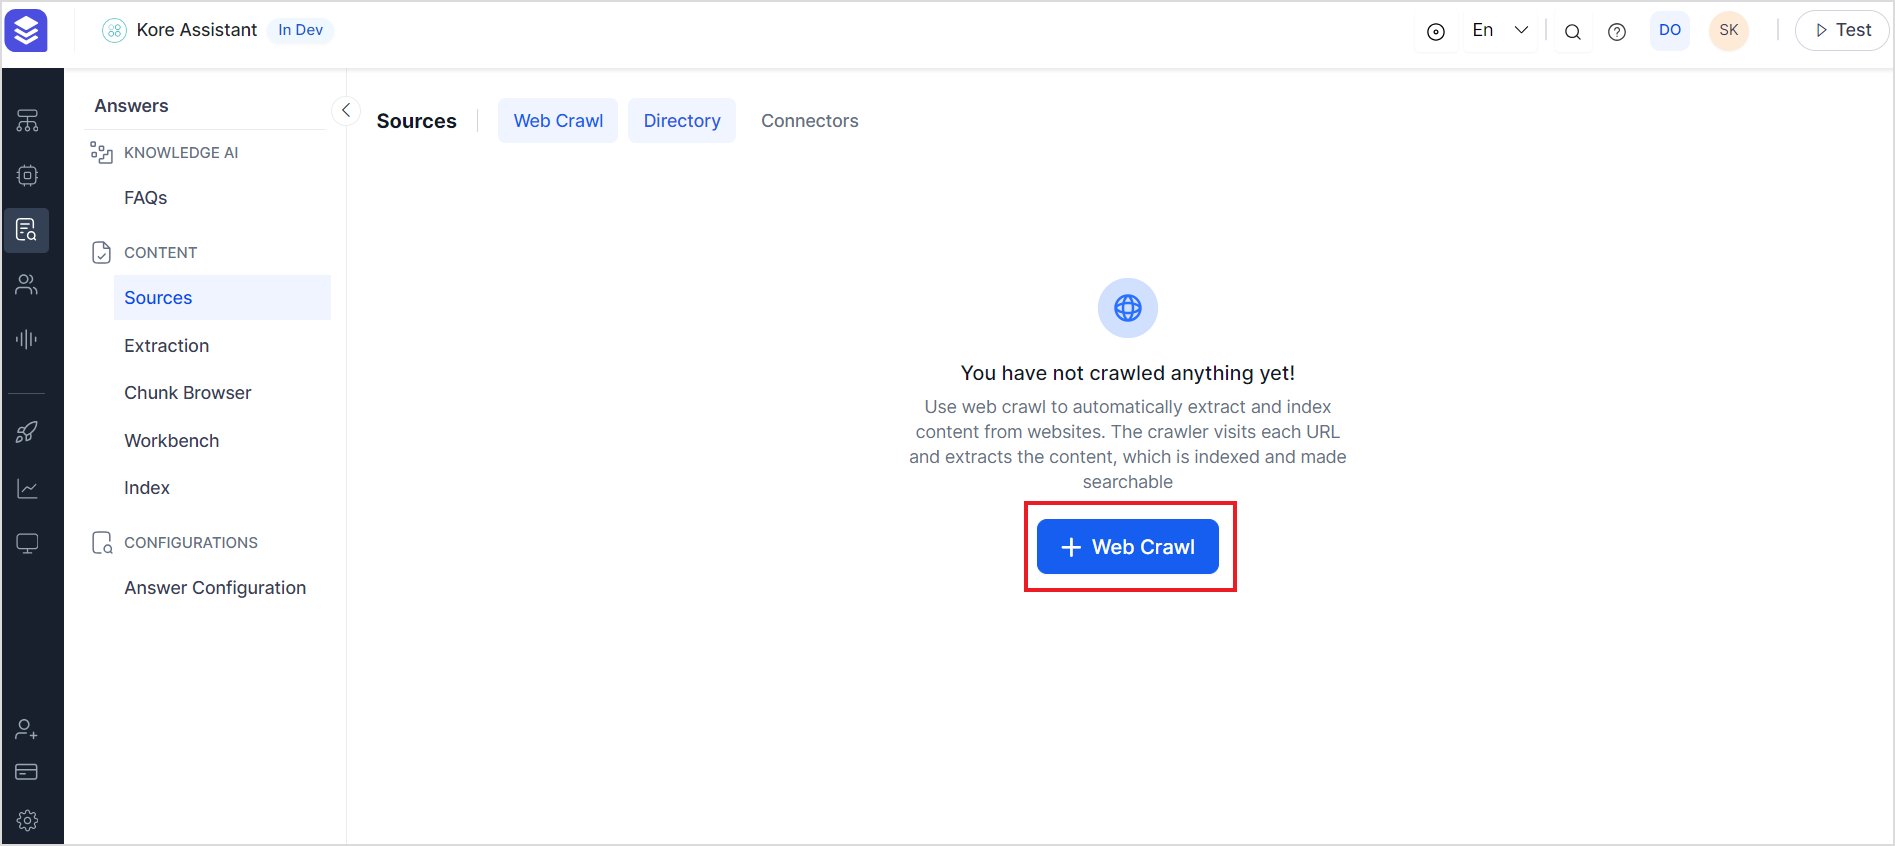 Kore Assistant In Dev
En
DO
SK
Test
Answers
KNOWLEDGE AI
FAQs
CONTENT
Sources
Extraction
Chunk Browser
Workbench
Index
CONFIGURATIONS
Answer Configuration
Sources Web Crawl Directory Connectors
You have not crawled anything yet!
Use web crawl to automatically extract and index
content from websites. The crawler visits each URL
and extracts the content, which is indexed and made
searchable
+ Web Crawl